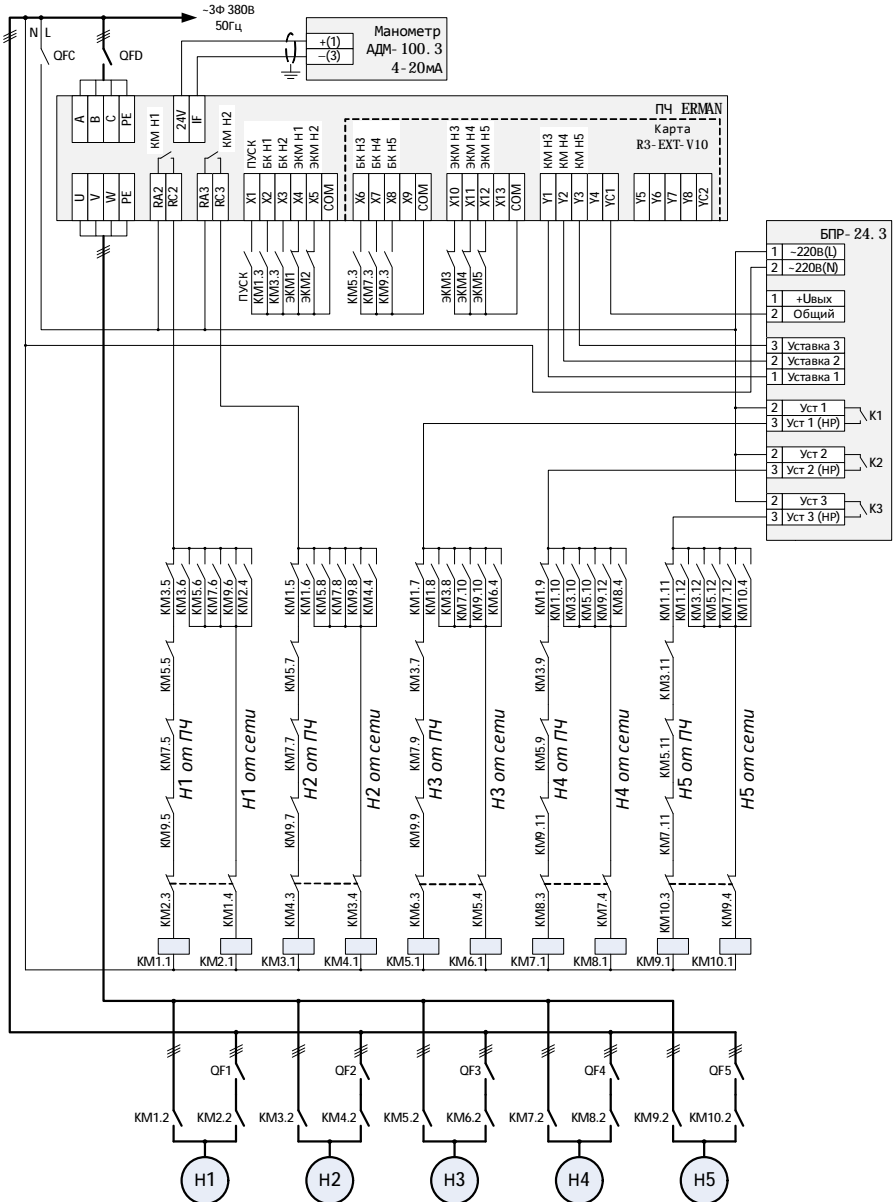 ~3Ф 380В
50Гц
N L
QFC
QFD
Манометр
АДМ-100.3
4-20мА
+(1)
–(3)
ПЧ ERMAN
Карта
R3-EXT-V10
A
B
C
PE
24V
IF
КМ Н1
КМ Н2
ПУСК
БК Н1
БК Н2
ЭКМ Н1
ЭКМ Н2
БК Н3
БК Н4
БК Н5
ЭКМ Н3
ЭКМ Н4
ЭКМ Н5
КМ Н3
КМ Н4
КМ Н5
U
V
W
PE
RA2
RC2
RA3
RC3
X1
X2
X3
X4
X5
COM
X6
X7
X8
X9
COM
X10
X11
X12
X13
COM
Y1
Y2
Y3
Y4
YC1
Y5
Y6
Y7
Y8
YC2
ПУСК
КМ1.3
КМ3.3
ЭКМ1
ЭКМ2
КМ5.3
КМ7.3
КМ9.3
ЭКМ3
ЭКМ4
ЭКМ5
БПР-24.3
1 ~220В(L)
2 ~220В(N)
1 +Uвых
2 Общий
3 Уставка 3
2 Уставка 2
1 Уставка 1
2 Уст 1
3 Уст 1 (НР)
К1
2 Уст 2
3 Уст 2 (НР)
К2
2 Уст 3
3 Уст 3 (НР)
К3
КМ3.5
КМ3.6
КМ5.6
КМ7.6
КМ9.6
КМ2.4
КМ1.5
КМ1.6
КМ5.8
КМ7.8
КМ9.8
КМ4.4
КМ1.7
КМ1.8
КМ3.8
КМ7.10
КМ9.10
КМ6.4
КМ1.9
КМ1.10
КМ3.10
КМ5.10
КМ9.12
КМ8.4
КМ1.11
КМ1.12
КМ3.12
КМ5.12
КМ7.12
КМ10.4
КМ5.5
КМ5.7
КМ3.7
КМ3.9
КМ3.11
КМ7.5
КМ7.7
КМ7.9
КМ5.9
КМ5.11
Н1 от ПЧ
Н1 от сети
Н2 от ПЧ
Н2 от сети
Н3 от ПЧ
Н3 от сети
Н4 от ПЧ
Н4 от сети
Н5 от ПЧ
Н5 от сети
КМ9.5
КМ9.7
КМ9.9
КМ9.11
КМ7.11
КМ2.3
КМ1.4
КМ4.3
КМ3.4
КМ6.3
КМ5.4
КМ8.3
КМ7.4
КМ10.3
КМ9.4
КМ1.1
КМ2.1
КМ3.1
КМ4.1
КМ5.1
КМ6.1
КМ7.1
КМ8.1
КМ9.1
КМ10.1
QF1
QF2
QF3
QF4
QF5
КМ1.2
КМ2.2
КМ3.2
КМ4.2
КМ5.2
КМ6.2
КМ7.2
КМ8.2
КМ9.2
КМ10.2
Н1
Н2
Н3
Н4
Н5